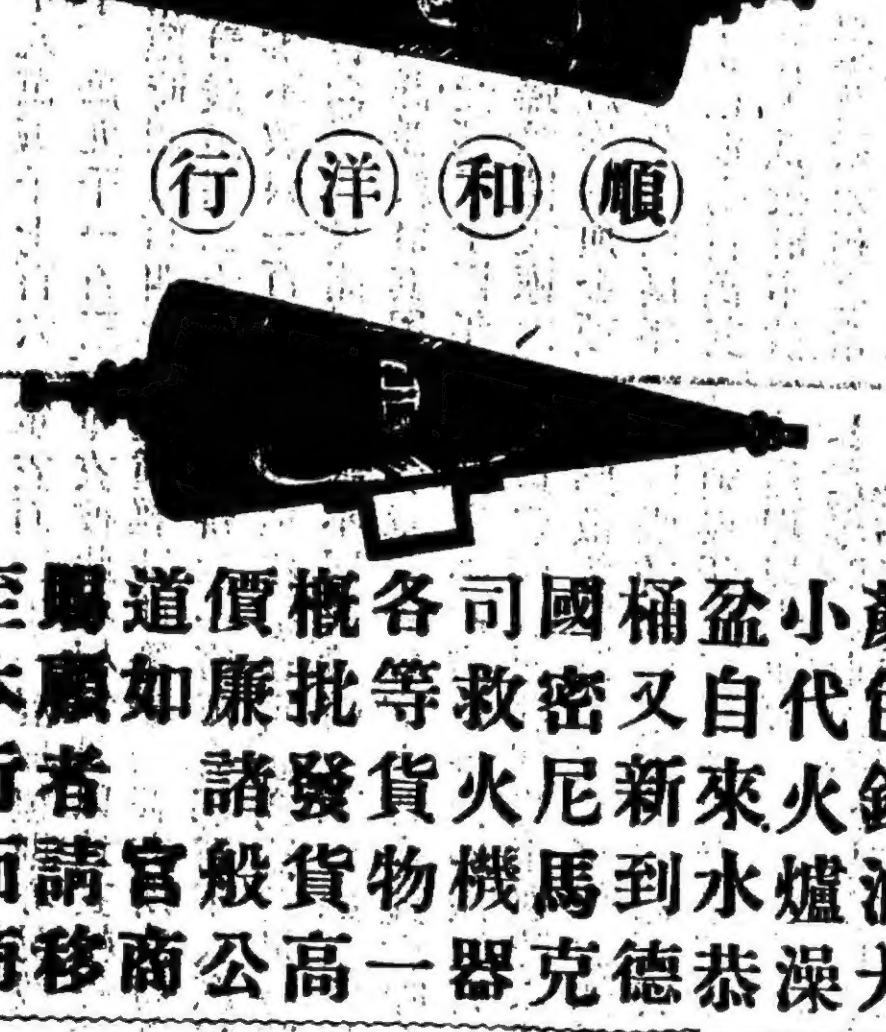 順和洋行
小代火爐澡
盆自來水恭
桶又新到德
國密尼馬克
司救火機器
各等貨物一
概批發貨高
價廉諸般公
道如 官商
賜顧者請移